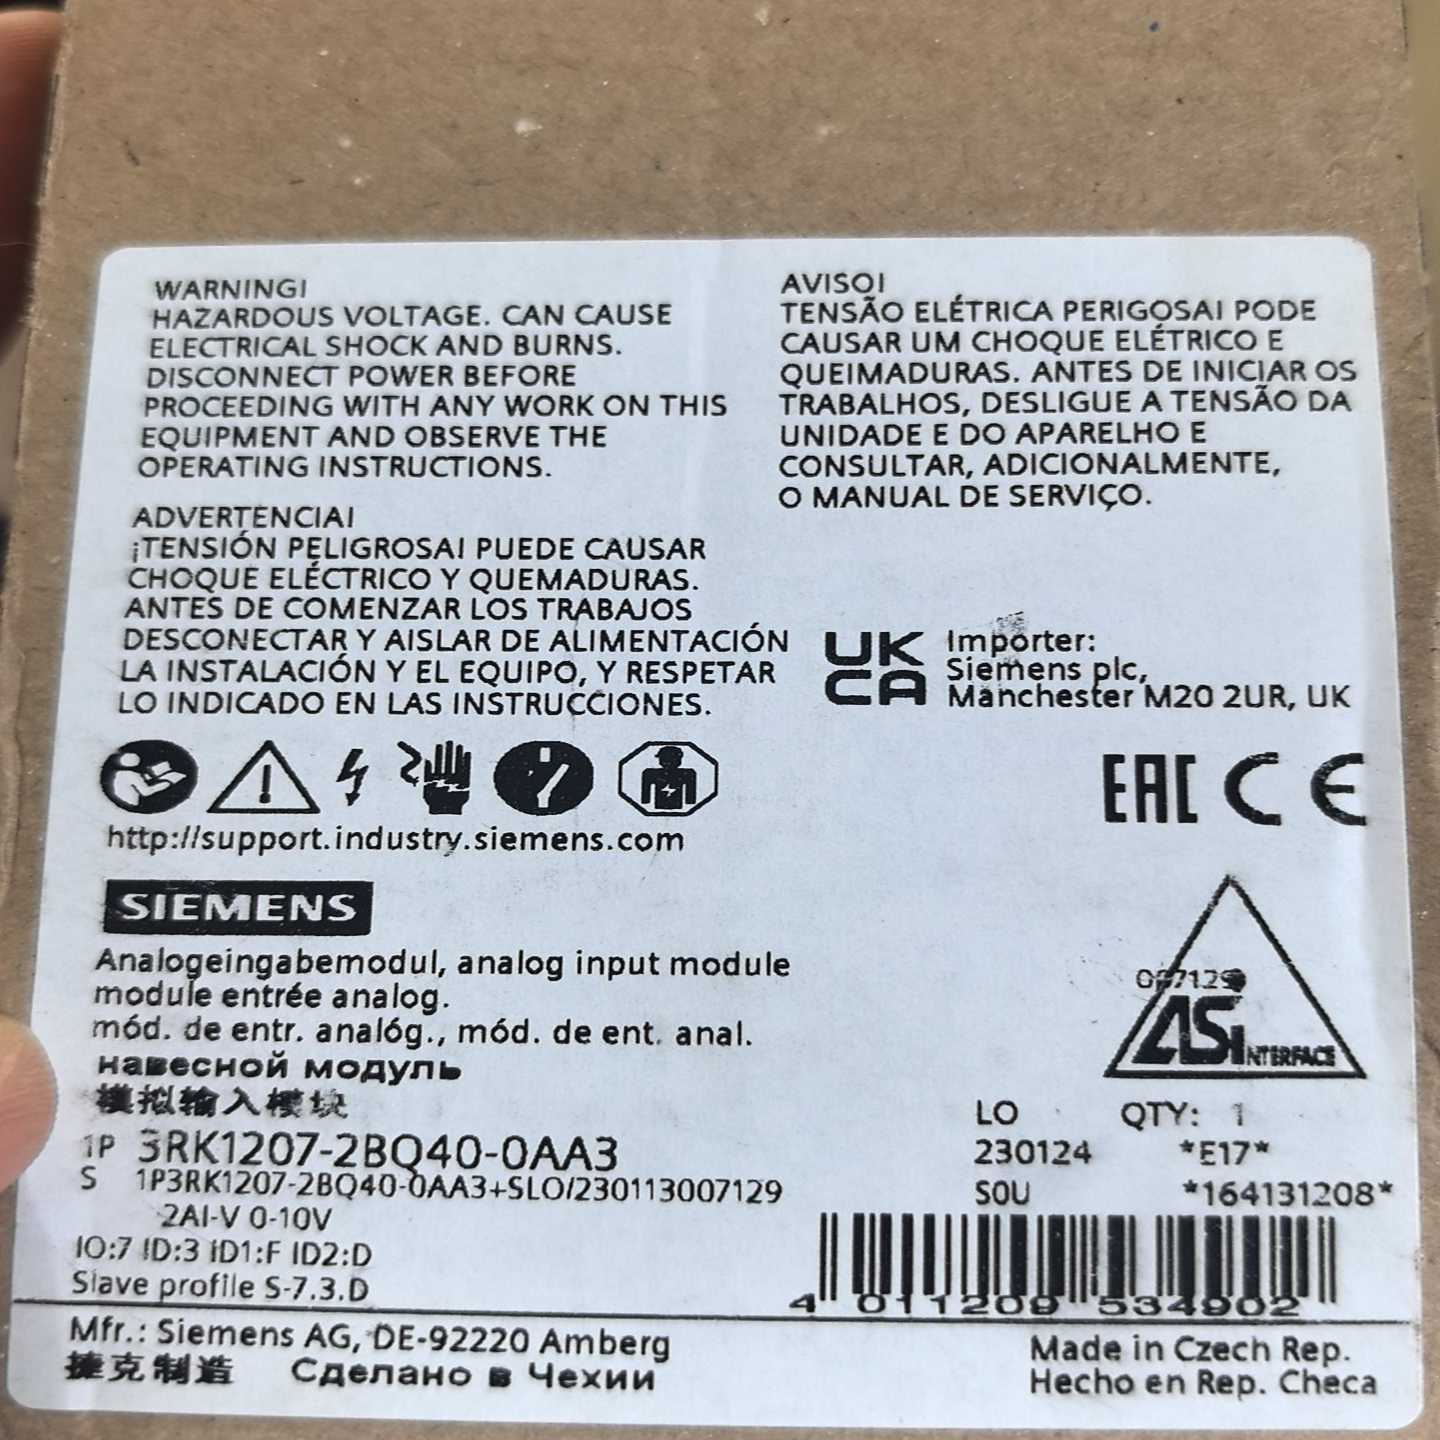 WARNING!
HAZARDOUS VOLTAGE. CAN CAUSE
ELECTRICAL SHOCK AND BURNS.
DISCONNECT POWER BEFORE
PROCEEDING WITH ANY WORK ON THIS
EQUIPMENT AND OBSERVE THE
OPERATING INSTRUCTIONS.
ADVERTENCIA!
¡TENSIÓN PELIGROSA! PUEDE CAUSAR
CHOQUE ELÉCTRICO Y QUEMADURAS.
ANTES DE COMENZAR LOS TRABAJOS
DESCONECTAR Y AISLAR DE ALIMENTACIÓN
LA INSTALACIÓN Y EL EQUIPO, Y RESPETAR
LO INDICADO EN LAS INSTRUCCIONES.
AVISO!
TENSÃO ELÉTRICA PERIGOSA! PODE
CAUSAR UM CHOQUE ELÉTRICO E
QUEIMADURAS. ANTES DE INICIAR OS
TRABALHOS, DESLIGUE A TENSÃO DA
UNIDADE E DO APARELHO E
CONSULTAR, ADICIONALMENTE,
O MANUAL DE SERVIÇO.
UK
CA
Importer:
Siemens plc,
Manchester M20 2UR, UK
http://support.industry.siemens.com
EAC CE
SIEMENS
Analogeingabemodul, analog input module
module entrée analog.
mód. de entr. analóg., mód. de ent. anal.
навесной модуль
模拟输入模块
ASI INTERFACE
1P 3RK1207-2BQ40-0AA3
S 1P3RK1207-2BQ40-0AA3+SLO/230113007129
2AI-V 0-10V
IO:7 ID:3 ID1:F ID2:D
Slave profile S-7.3.D
LO QTY: 1
230124 *E17*
S0U *164131208*
4 011209 534902
Mfr.: Siemens AG, DE-92220 Amberg
捷克制造 Сделано в Чехии
Made in Czech Rep.
Hecho en Rep. Checa